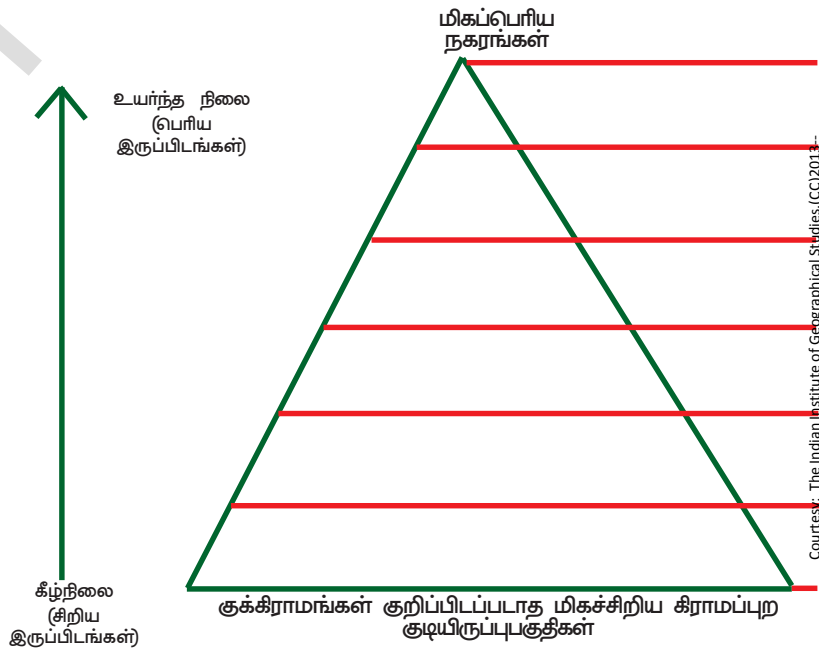 மிகப்பெரிய
நகரங்கள்
உயர்ந்த நிலை
(பெரிய
இருப்பிடங்கள்)
Courtesy: The Indian Institute of Geographical Studies.(CC)2013--
கீழ்நிலை
(சிறிய
இருப்பிடங்கள்)
குக்கிராமங்கள் குறிப்பிடப்படாத மிகச்சிறிய கிராமப்புற
குடியிருப்புபகுதிகள்